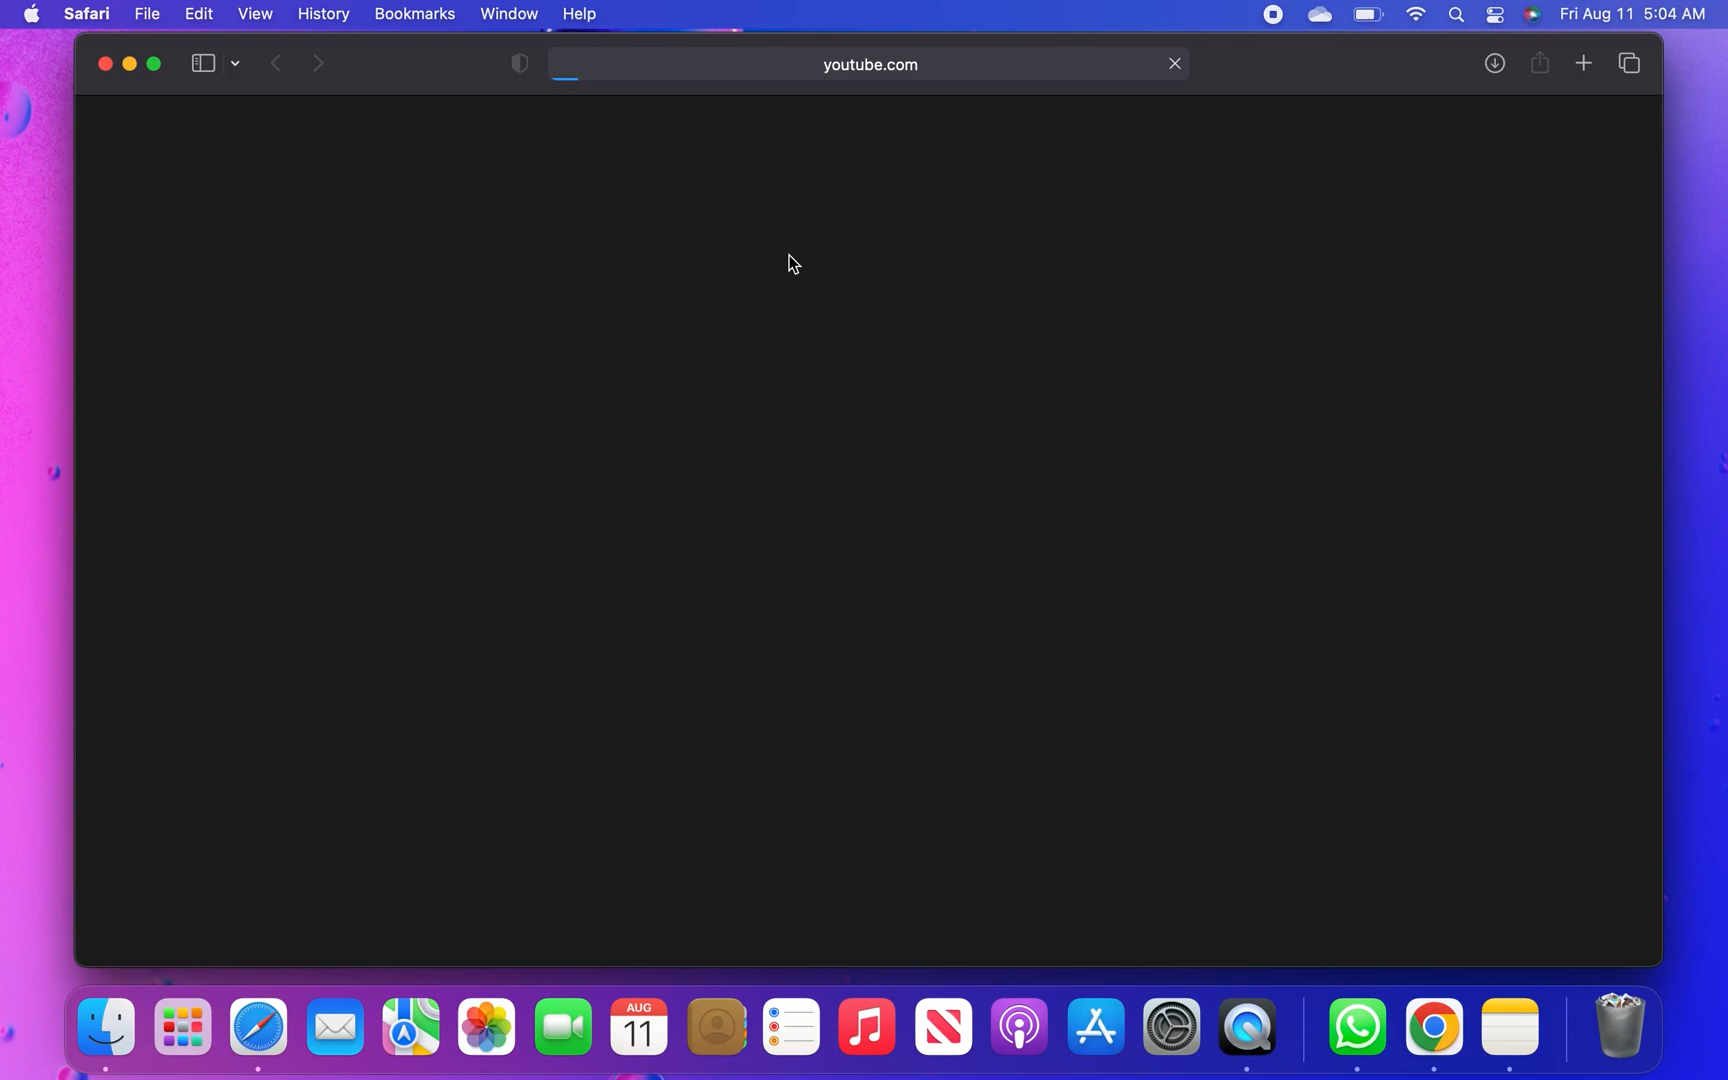 Safari File Edit View History Bookmarks Window Help Fri Aug 11 5:04 AM
youtube.com
AUG
11